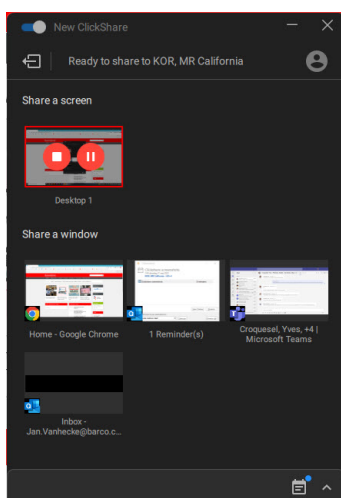 New ClickShare
Ready to share to KOR, MR California
Share a screen
Desktop 1
Share a window
Home - Google Chrome
1 Reminder(s)
Croquesel, Yves, +4 |
Microsoft Teams
Inbox -
Jan.Vanhecke@barco.c...